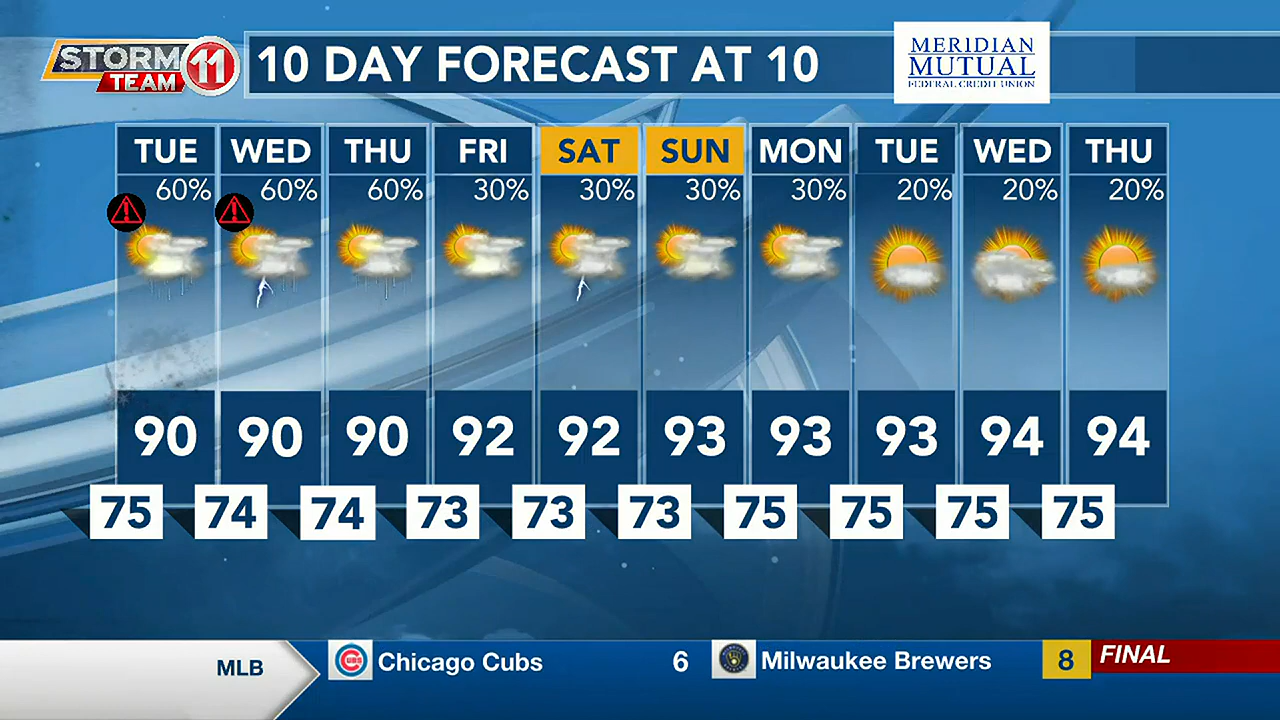 STORM
TEAM
11
10 DAY FORECAST AT 10
MERIDIAN
MUTUAL
FEDERAL CREDIT UNION
TUE WED THU FRI SAT SUN MON TUE WED THU
60% 60% 60% 30% 30% 30% 30% 20% 20% 20%
90 90 90 92 92 93 93 93 94 94
75 74 74 73 73 73 75 75 75 75
MLB Chicago Cubs 6 Milwaukee Brewers 8 FINAL